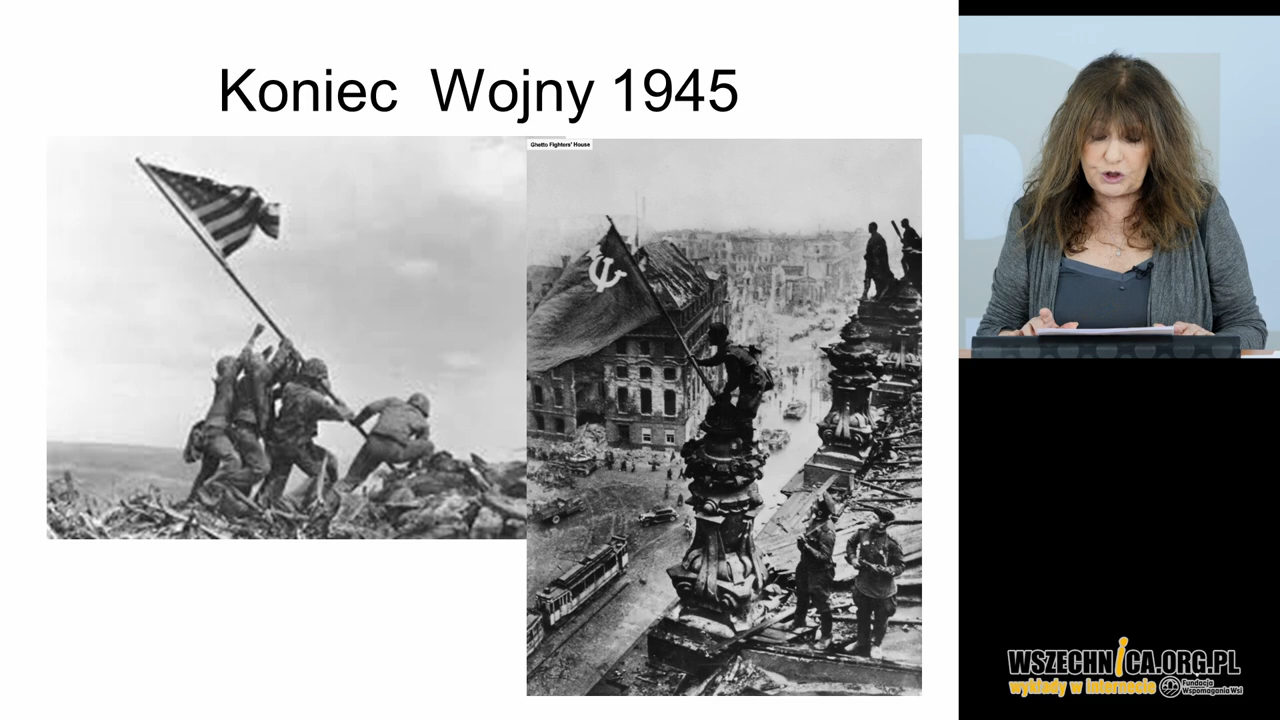 Koniec Wojny 1945
Ghetto Fighters' House
WSZECHNICA.ORG.PL
wykłady w internecie
Fundacja
Wspomagania Wsi